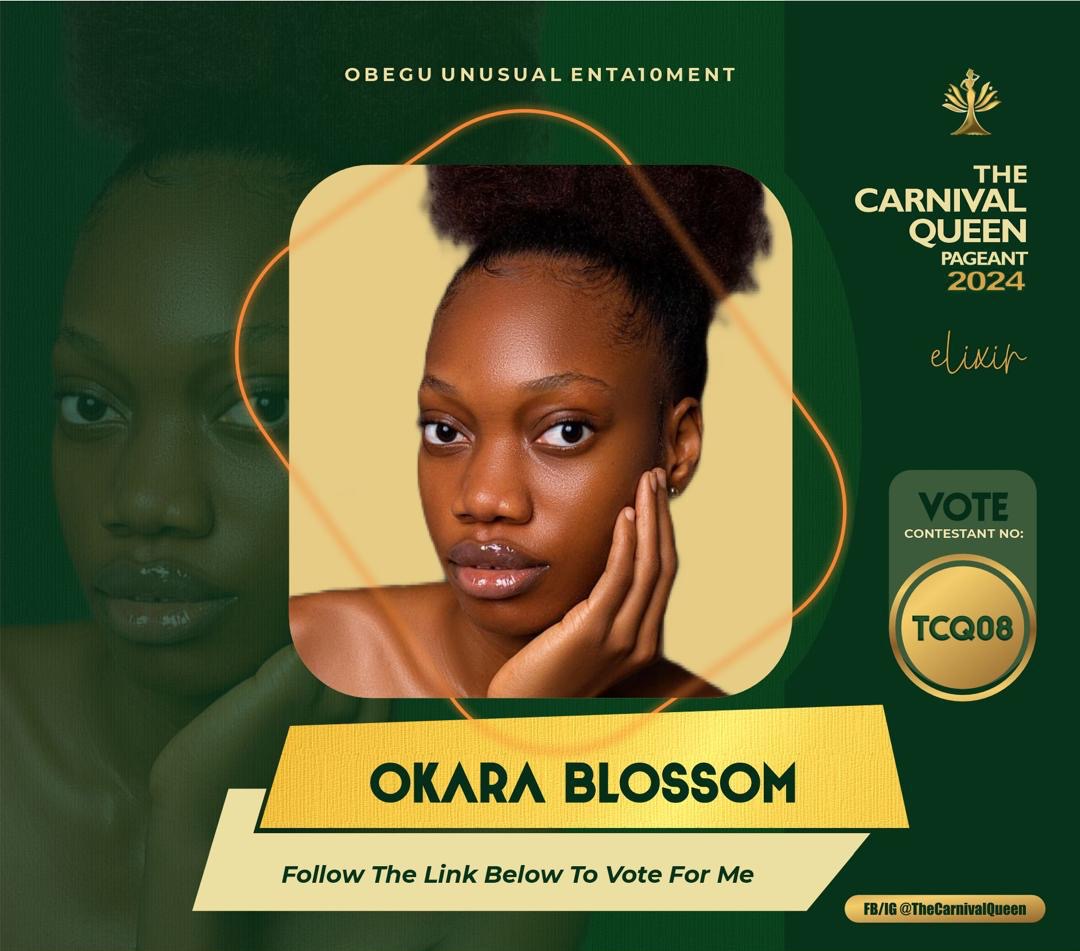 OBEGU UNUSUAL ENTA10MENT
THE
CARNIVAL
QUEEN
PAGEANT
2024
elixir
VOTE
CONTESTANT NO:
TCQ08
OKARA BLOSSOM
Follow The Link Below To Vote For Me
FB/IG @TheCarnivalQueen